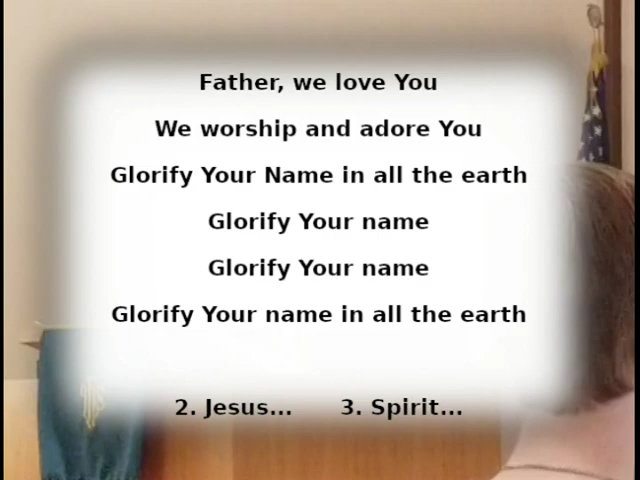 Father, we love You
We worship and adore You
Glorify Your Name in all the earth
Glorify Your name
Glorify Your name
Glorify Your name in all the earth
2. Jesus... 3. Spirit...